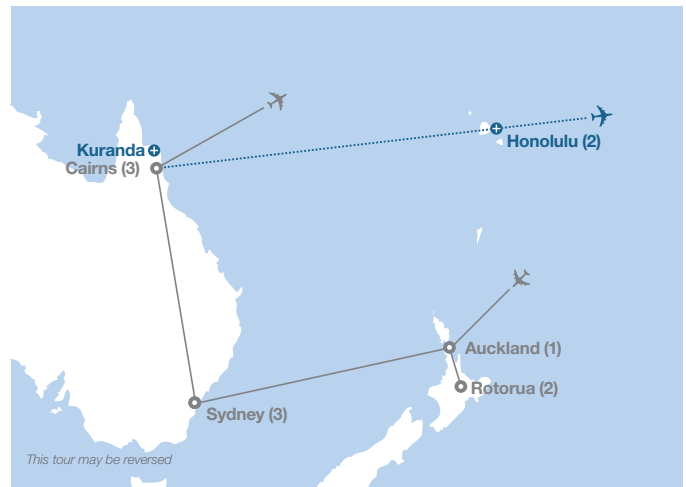 Kuranda
Honolulu (2)
Cairns (3)
Auckland (1)
Rotorua (2)
Sydney (3)
This tour may be reversed